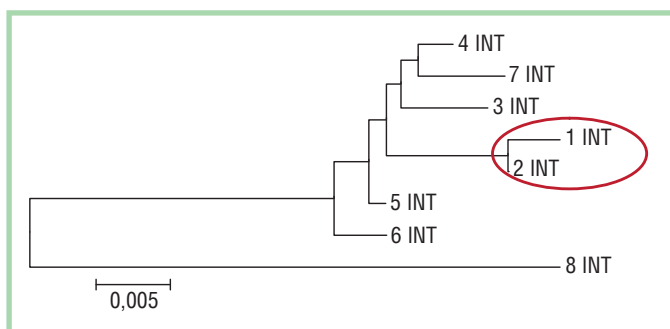 4 INT
7 INT
3 INT
1 INT
2 INT
5 INT
6 INT
8 INT
0,005